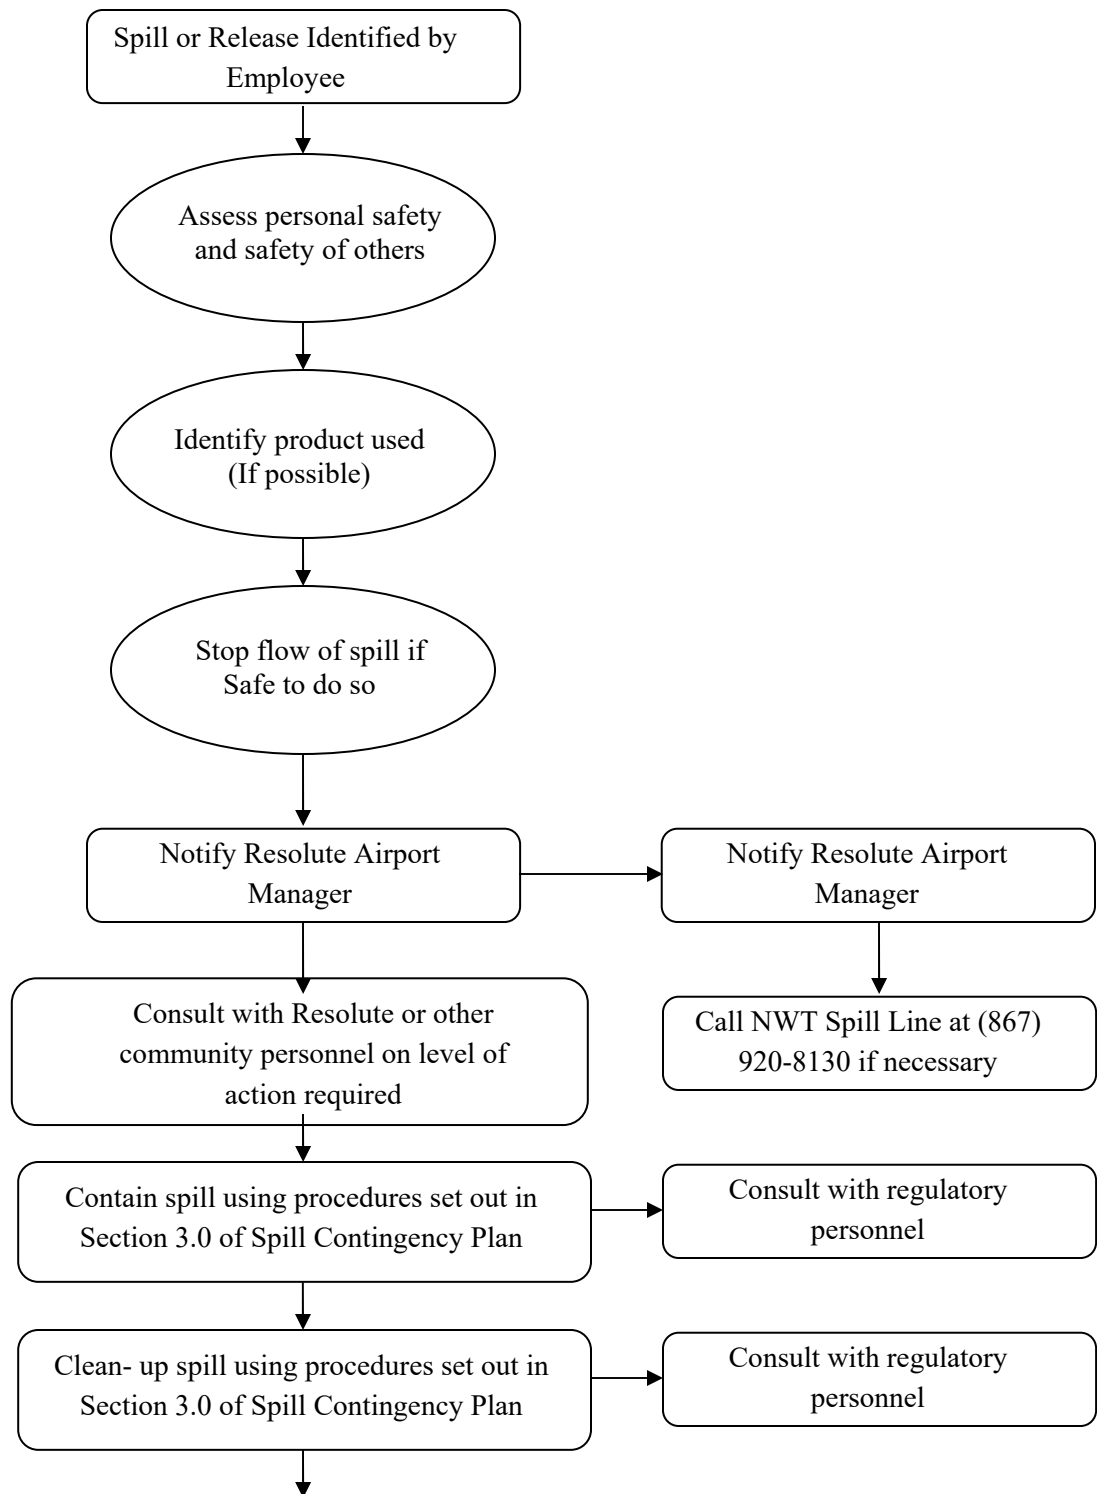 Spill or Release Identified by
Employee
Assess personal safety
and safety of others
Identify product used
(If possible)
Stop flow of spill if
Safe to do so
Notify Resolute Airport
Manager
Notify Resolute Airport
Manager
Consult with Resolute or other
community personnel on level of
action required
Call NWT Spill Line at (867)
920-8130 if necessary
Contain spill using procedures set out in
Section 3.0 of Spill Contingency Plan
Consult with regulatory
personnel
Clean- up spill using procedures set out in
Section 3.0 of Spill Contingency Plan
Consult with regulatory
personnel